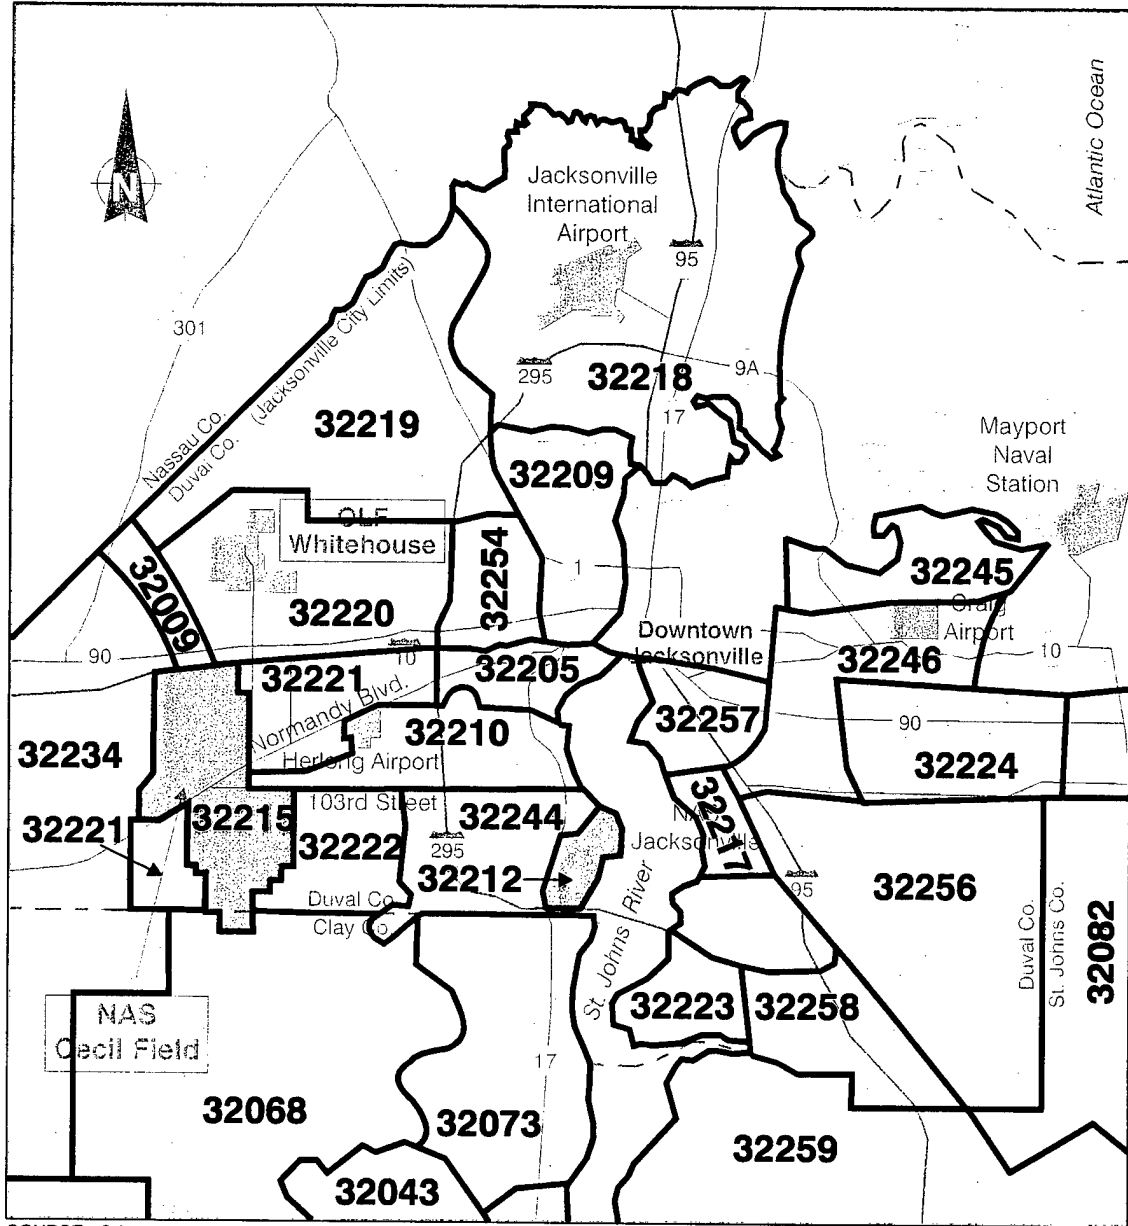 Atlantic Ocean
N
Jacksonville
International
Airport
95
301
Nassau Co.
Duval Co.
(Jacksonville City Limits)
295
32218
9A
17
32219
32209
Mayport
Naval
Station
OLF
Whitehouse
32254
1
32245
32009
32220
Craig
Airport
Downtown
Jacksonville
90
10
32205
32246
10
32221
Normandy Blvd.
32257
90
32210
32234
Herlong Airport
32224
103rd Street
32221
32215
32222
32244
295
32212
32217
Jacksonville
95
32256
Duval Co.
Clay Co.
St. Johns River
Duval Co.
St. Johns Co.
32082
NAS
Cecil Field
32223
32258
17
32068
32073
32259
32043